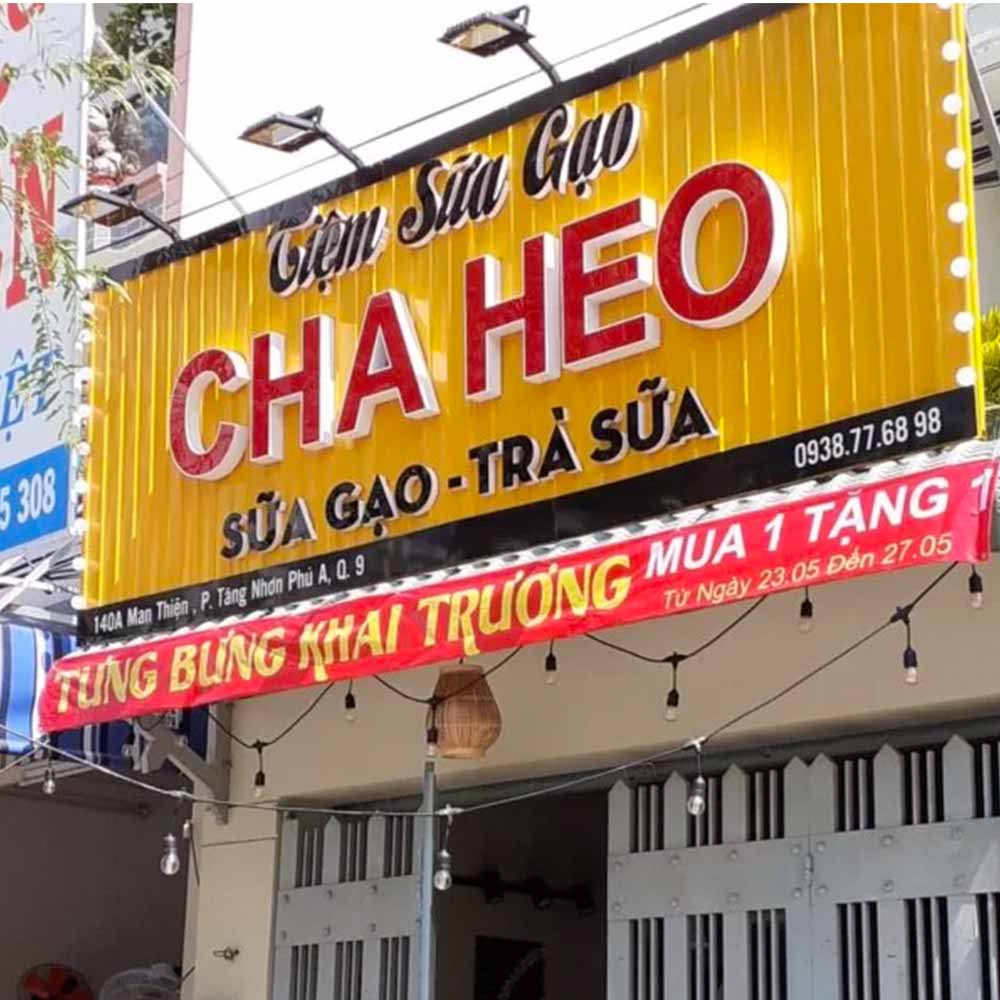 Tiệm Sữa Gạo
CHA HEO
SỮA GẠO - TRÀ SỮA
0938.77.68 98
140A Man Thiện , P. Tăng Nhơn Phú A, Q. 9
TƯNG BỪNG KHAI TRƯƠNG MUA 1 TẶNG 1
Từ Ngày 23.05 Đến 27.05
5 308